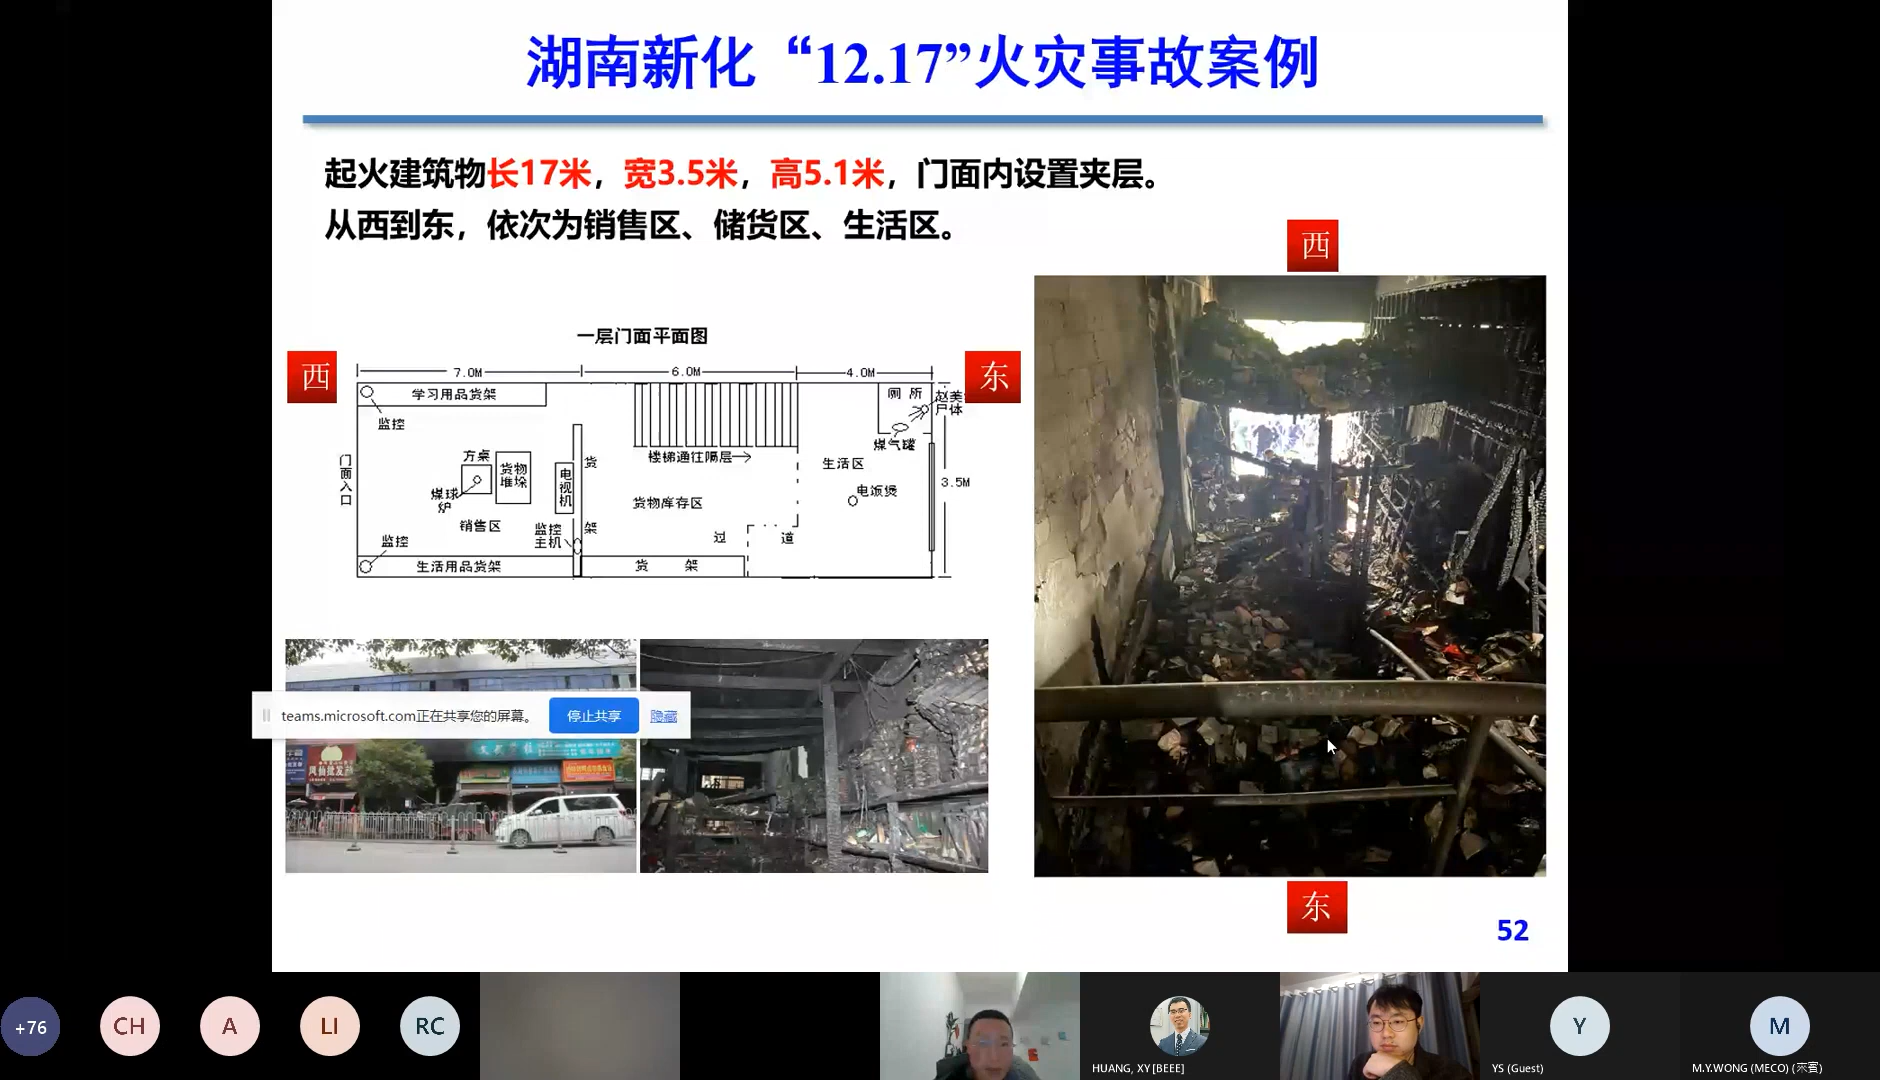 湖南新化“12.17”火灾事故案例
起火建筑物长17米，宽3.5米，高5.1米，门面内设置夹层。
从西到东，依次为销售区、储货区、生活区。
西
一层门面平面图
西
东
7.0M
6.0M
4.0M
学习用品货架
监控
厕 所
赵美
尸体
煤气罐
门面入口
方桌
货物
堆垛
电视机
货
楼梯通往隔层
生活区
电饭煲
3.5M
煤球
炉
货物库存区
销售区
监控
主机
架
过 道
监控
生活用品货架
货 架
teams.microsoft.com正在共享您的屏幕。
停止共享
隐藏
凤仙批发
东
52
+76
CH
A
LI
RC
HUANG, XY [BEEE]
Y
YS (Guest)
M
M.Y.WONG (MECO) (来宾)